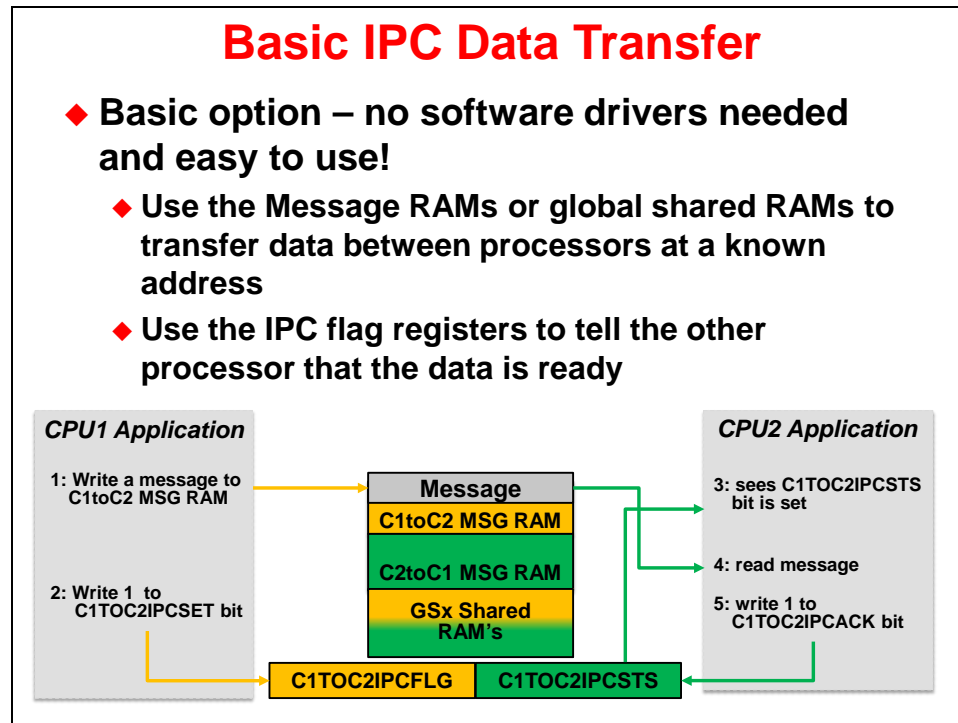 Basic IPC Data Transfer
◆ Basic option – no software drivers needed
and easy to use!
◆ Use the Message RAMs or global shared RAMs to
transfer data between processors at a known
address
◆ Use the IPC flag registers to tell the other
processor that the data is ready
CPU1 Application
1: Write a message to
C1toC2 MSG RAM
2: Write 1 to
C1TOC2IPCSET bit
Message
C1toC2 MSG RAM
C2toC1 MSG RAM
GSx Shared
RAM's
C1TOC2IPCFLG
C1TOC2IPCSTS
CPU2 Application
3: sees C1TOC2IPCSTS
bit is set
4: read message
5: write 1 to
C1TOC2IPCACK bit